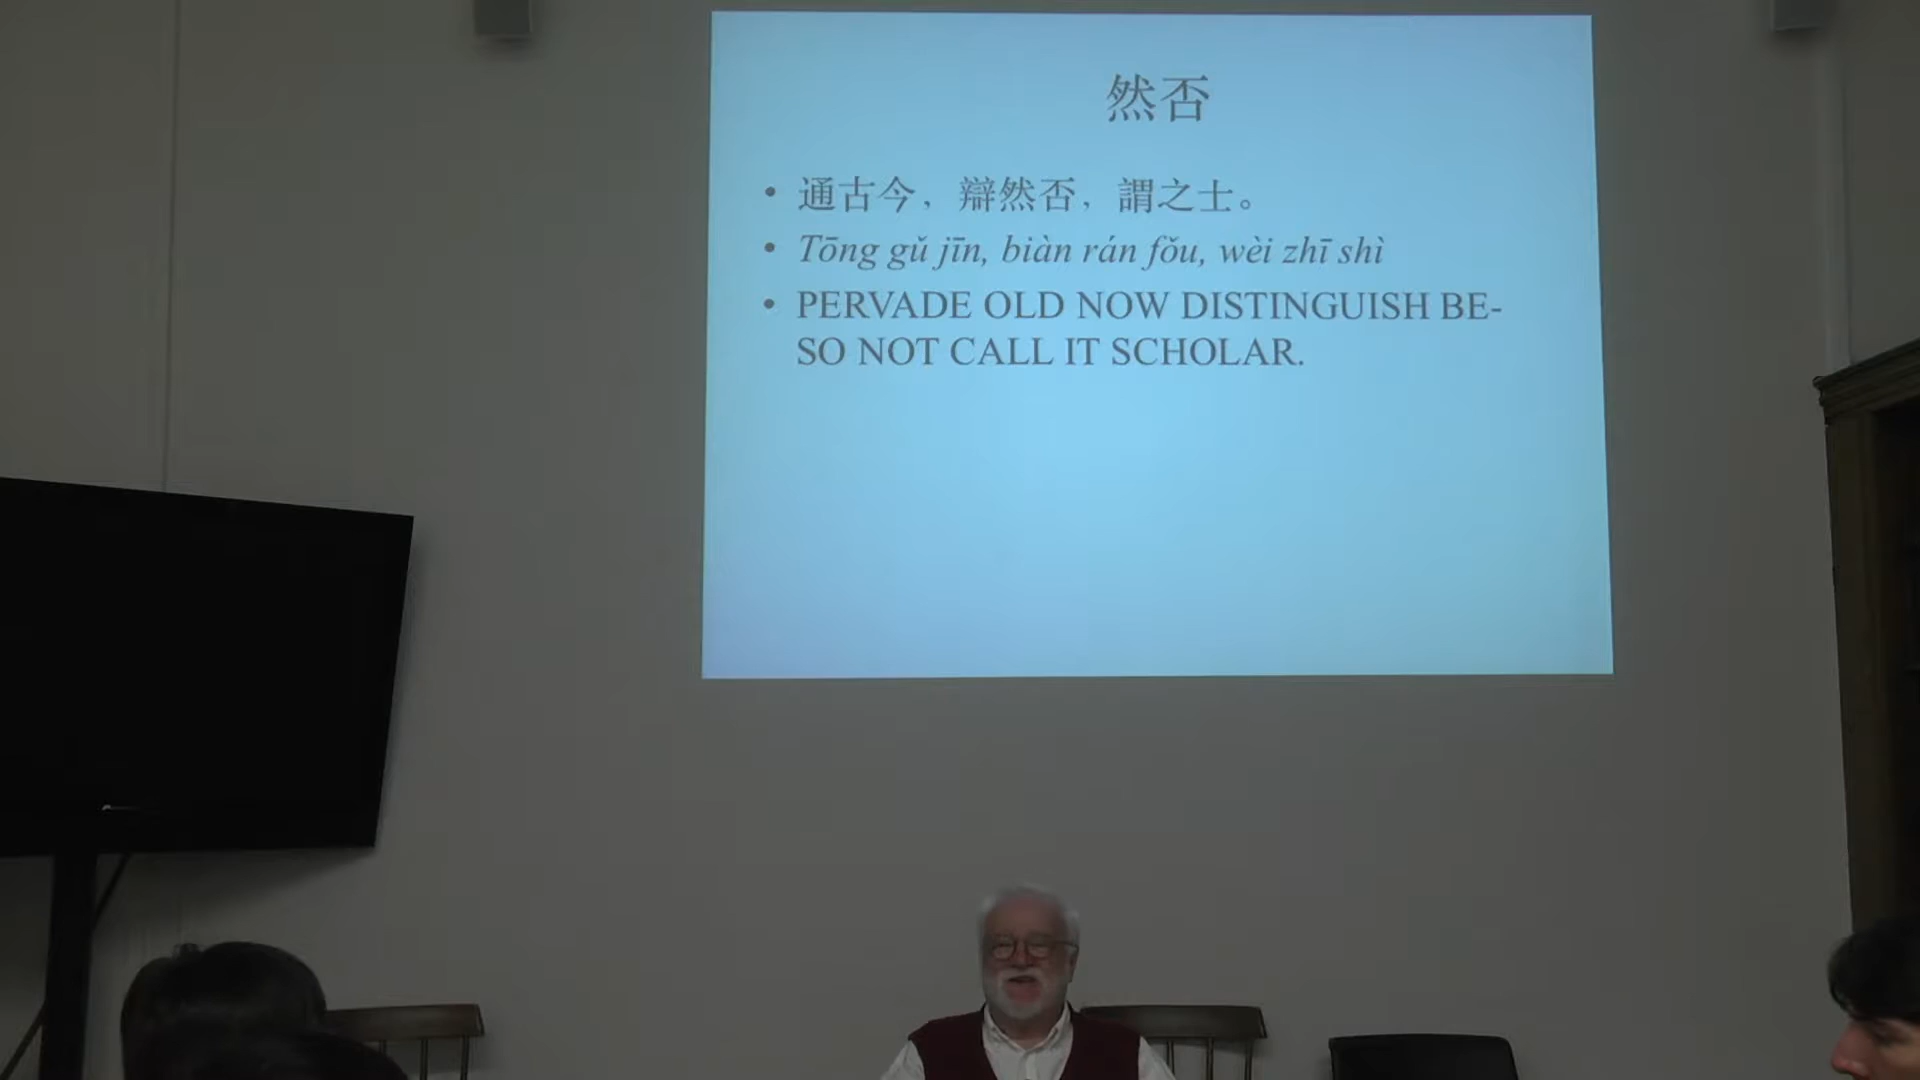 然否
• 通古今，辯然否，謂之士。
• Tōng gǔ jīn, biàn rán fǒu, wèi zhī shì
• PERVADE OLD NOW DISTINGUISH BE-
SO NOT CALL IT SCHOLAR.